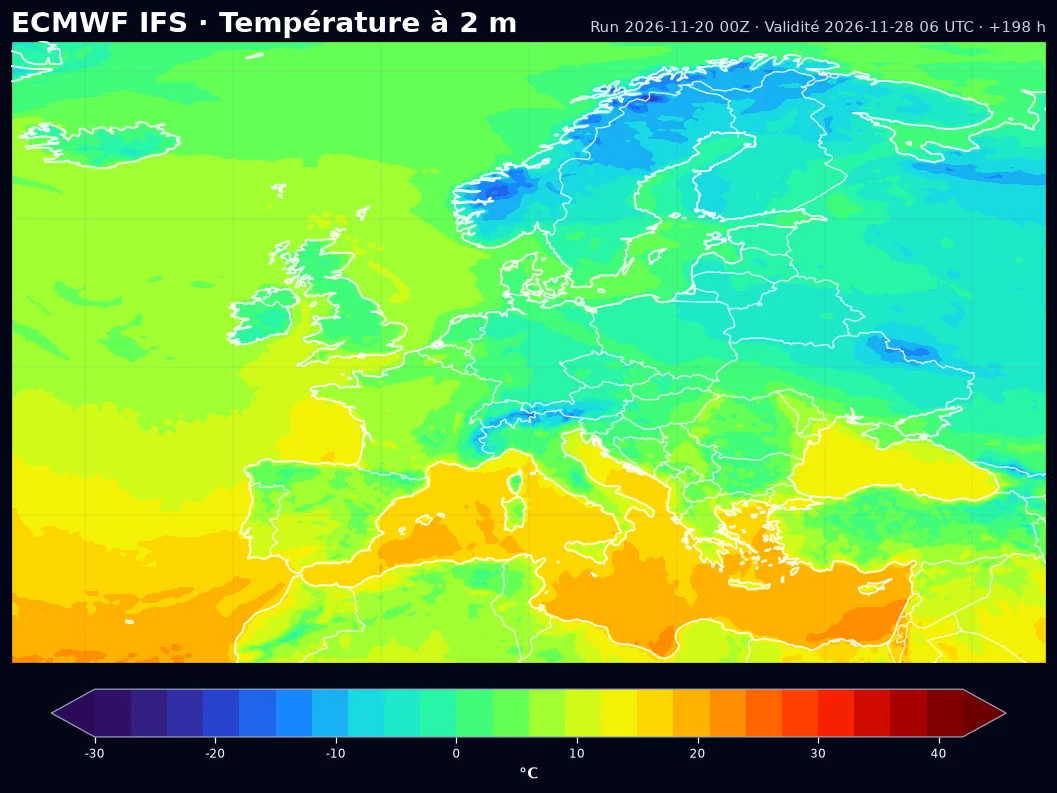 ECMWF IFS · Température à 2 m
Run 2026-11-20 00Z · Validité 2026-11-28 06 UTC · +198 h
-30 -20 -10 0 10 20 30 40
°C